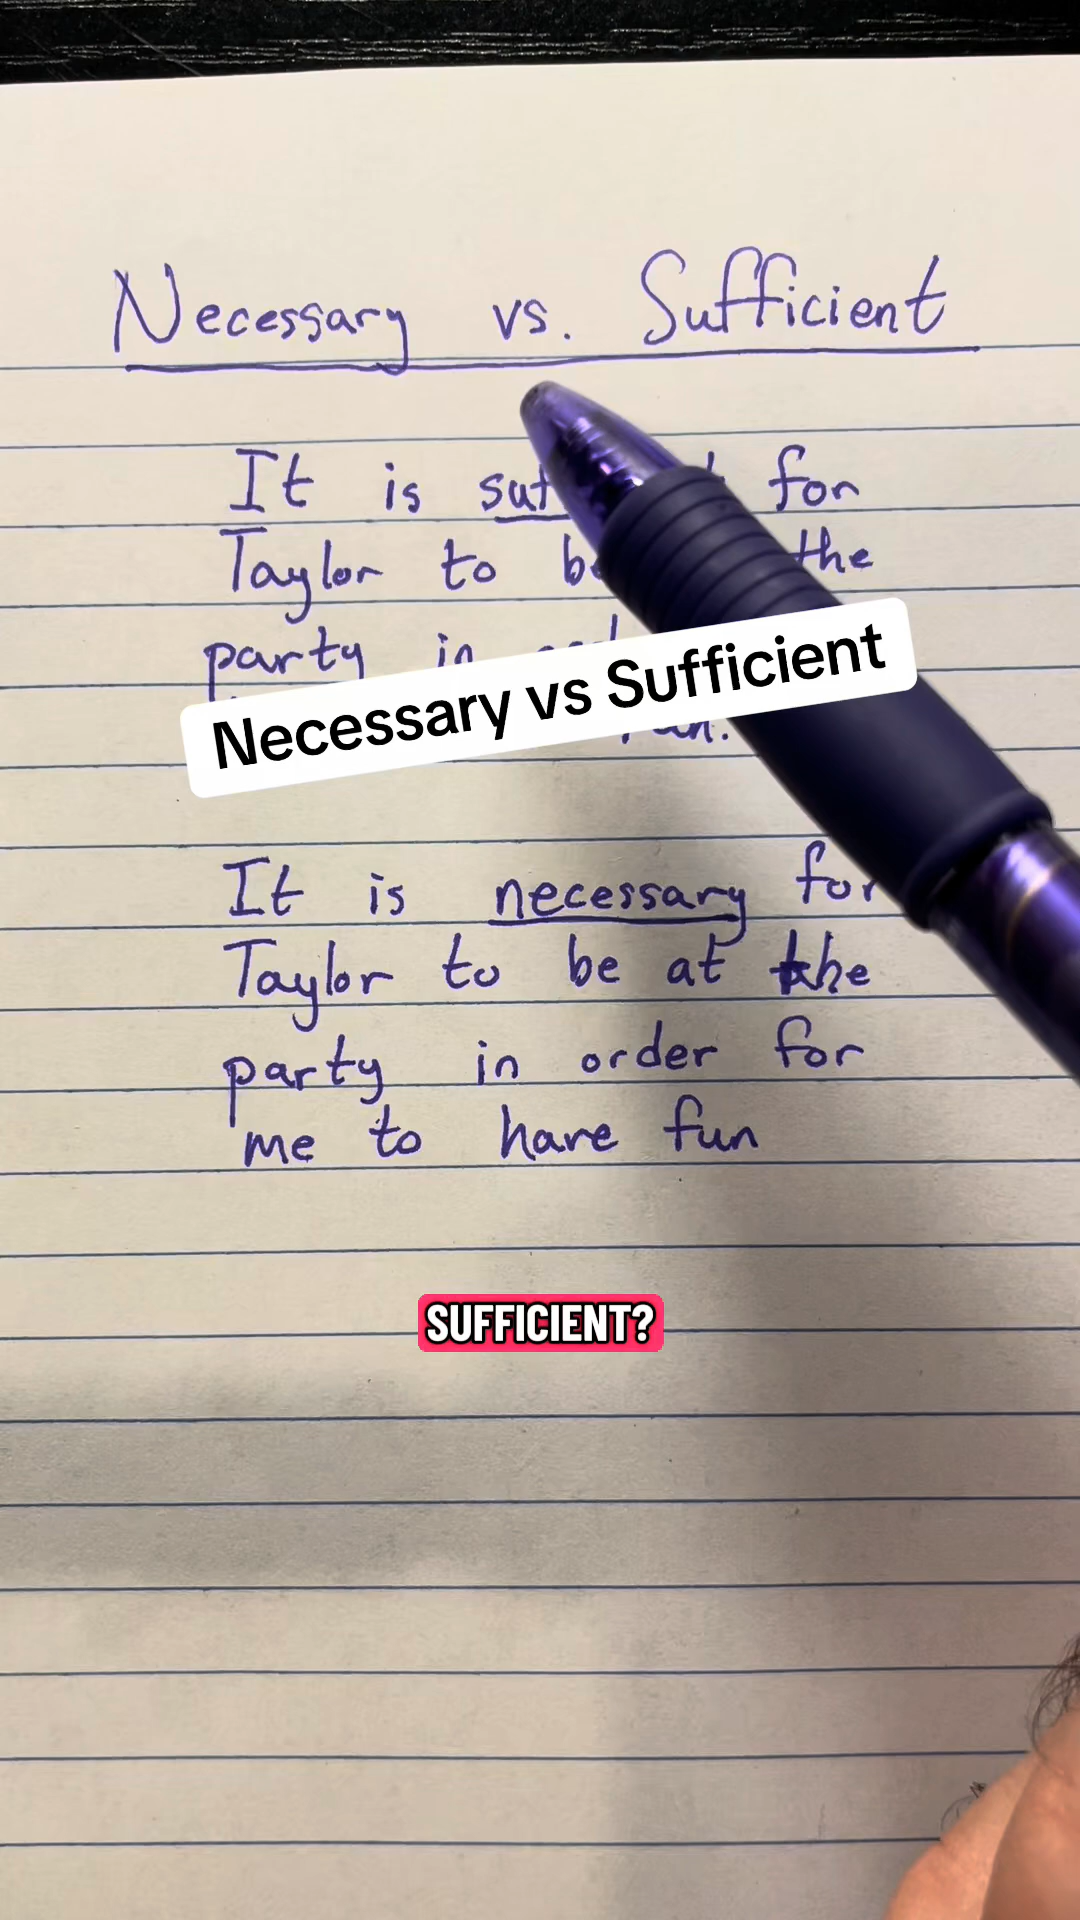 Necessary vs. Sufficient
It is for
Taylor to the
party in
Necessary vs Sufficient
It is necessary for
Taylor to be at the
party in order for
me to have fun
SUFFICIENT?